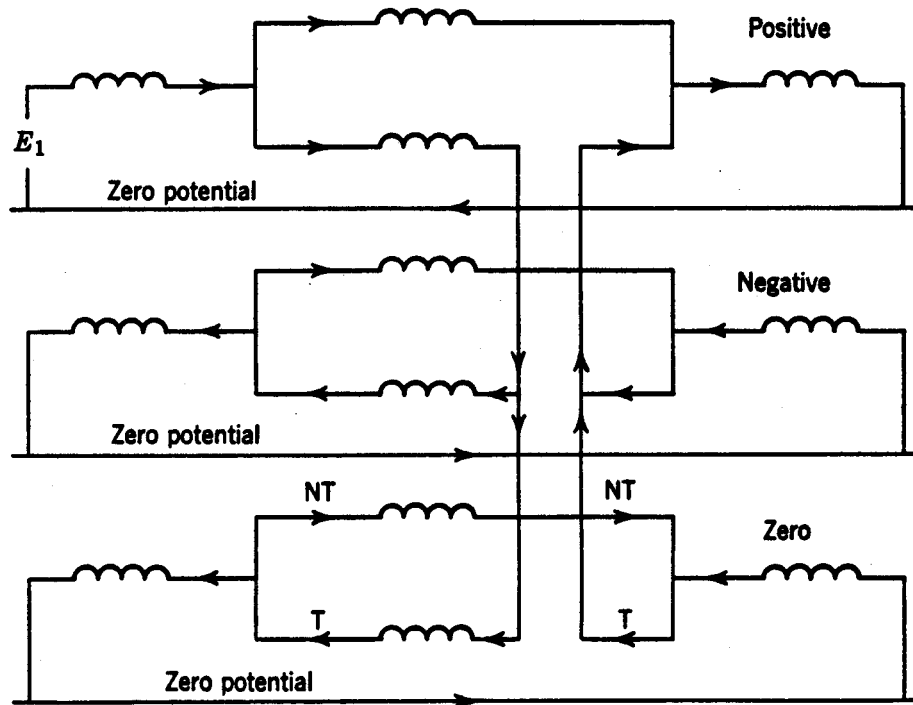 Positive
E₁
Zero potential
Negative
Zero potential
NT
NT
Zero
T
T
Zero potential